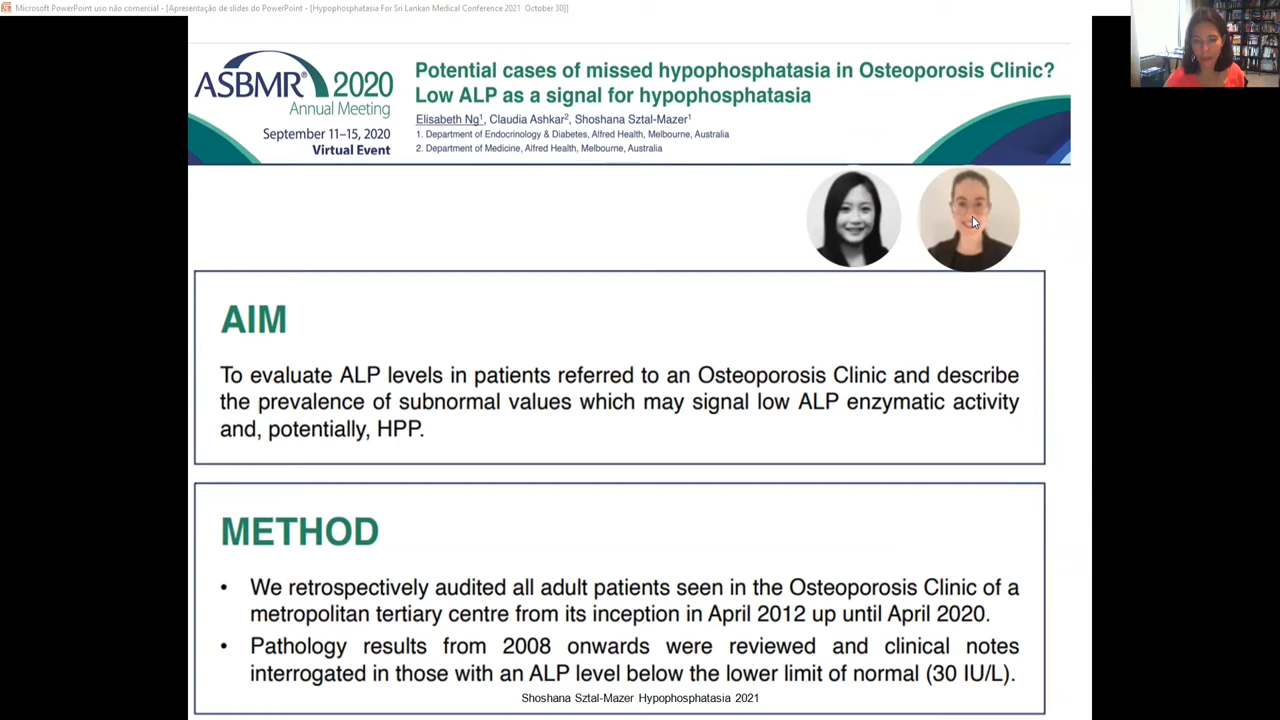 Microsoft PowerPoint uso não comercial - [Apresentação de slides do PowerPoint - [Hypophosphatasia For Sri Lankan Medical Conference 2021 October 30]]
ASBMR® 2020
Annual Meeting
September 11–15, 2020
Virtual Event
Potential cases of missed hypophosphatasia in Osteoporosis Clinic?
Low ALP as a signal for hypophosphatasia
Elisabeth Ng1, Claudia Ashkar2, Shoshana Sztal-Mazer1
1. Department of Endocrinology & Diabetes, Alfred Health, Melbourne, Australia
2. Department of Medicine, Alfred Health, Melbourne, Australia
AIM
To evaluate ALP levels in patients referred to an Osteoporosis Clinic and describe
the prevalence of subnormal values which may signal low ALP enzymatic activity
and, potentially, HPP.
METHOD
• We retrospectively audited all adult patients seen in the Osteoporosis Clinic of a
metropolitan tertiary centre from its inception in April 2012 up until April 2020.
• Pathology results from 2008 onwards were reviewed and clinical notes
interrogated in those with an ALP level below the lower limit of normal (30 IU/L).
Shoshana Sztal-Mazer Hypophosphatasia 2021